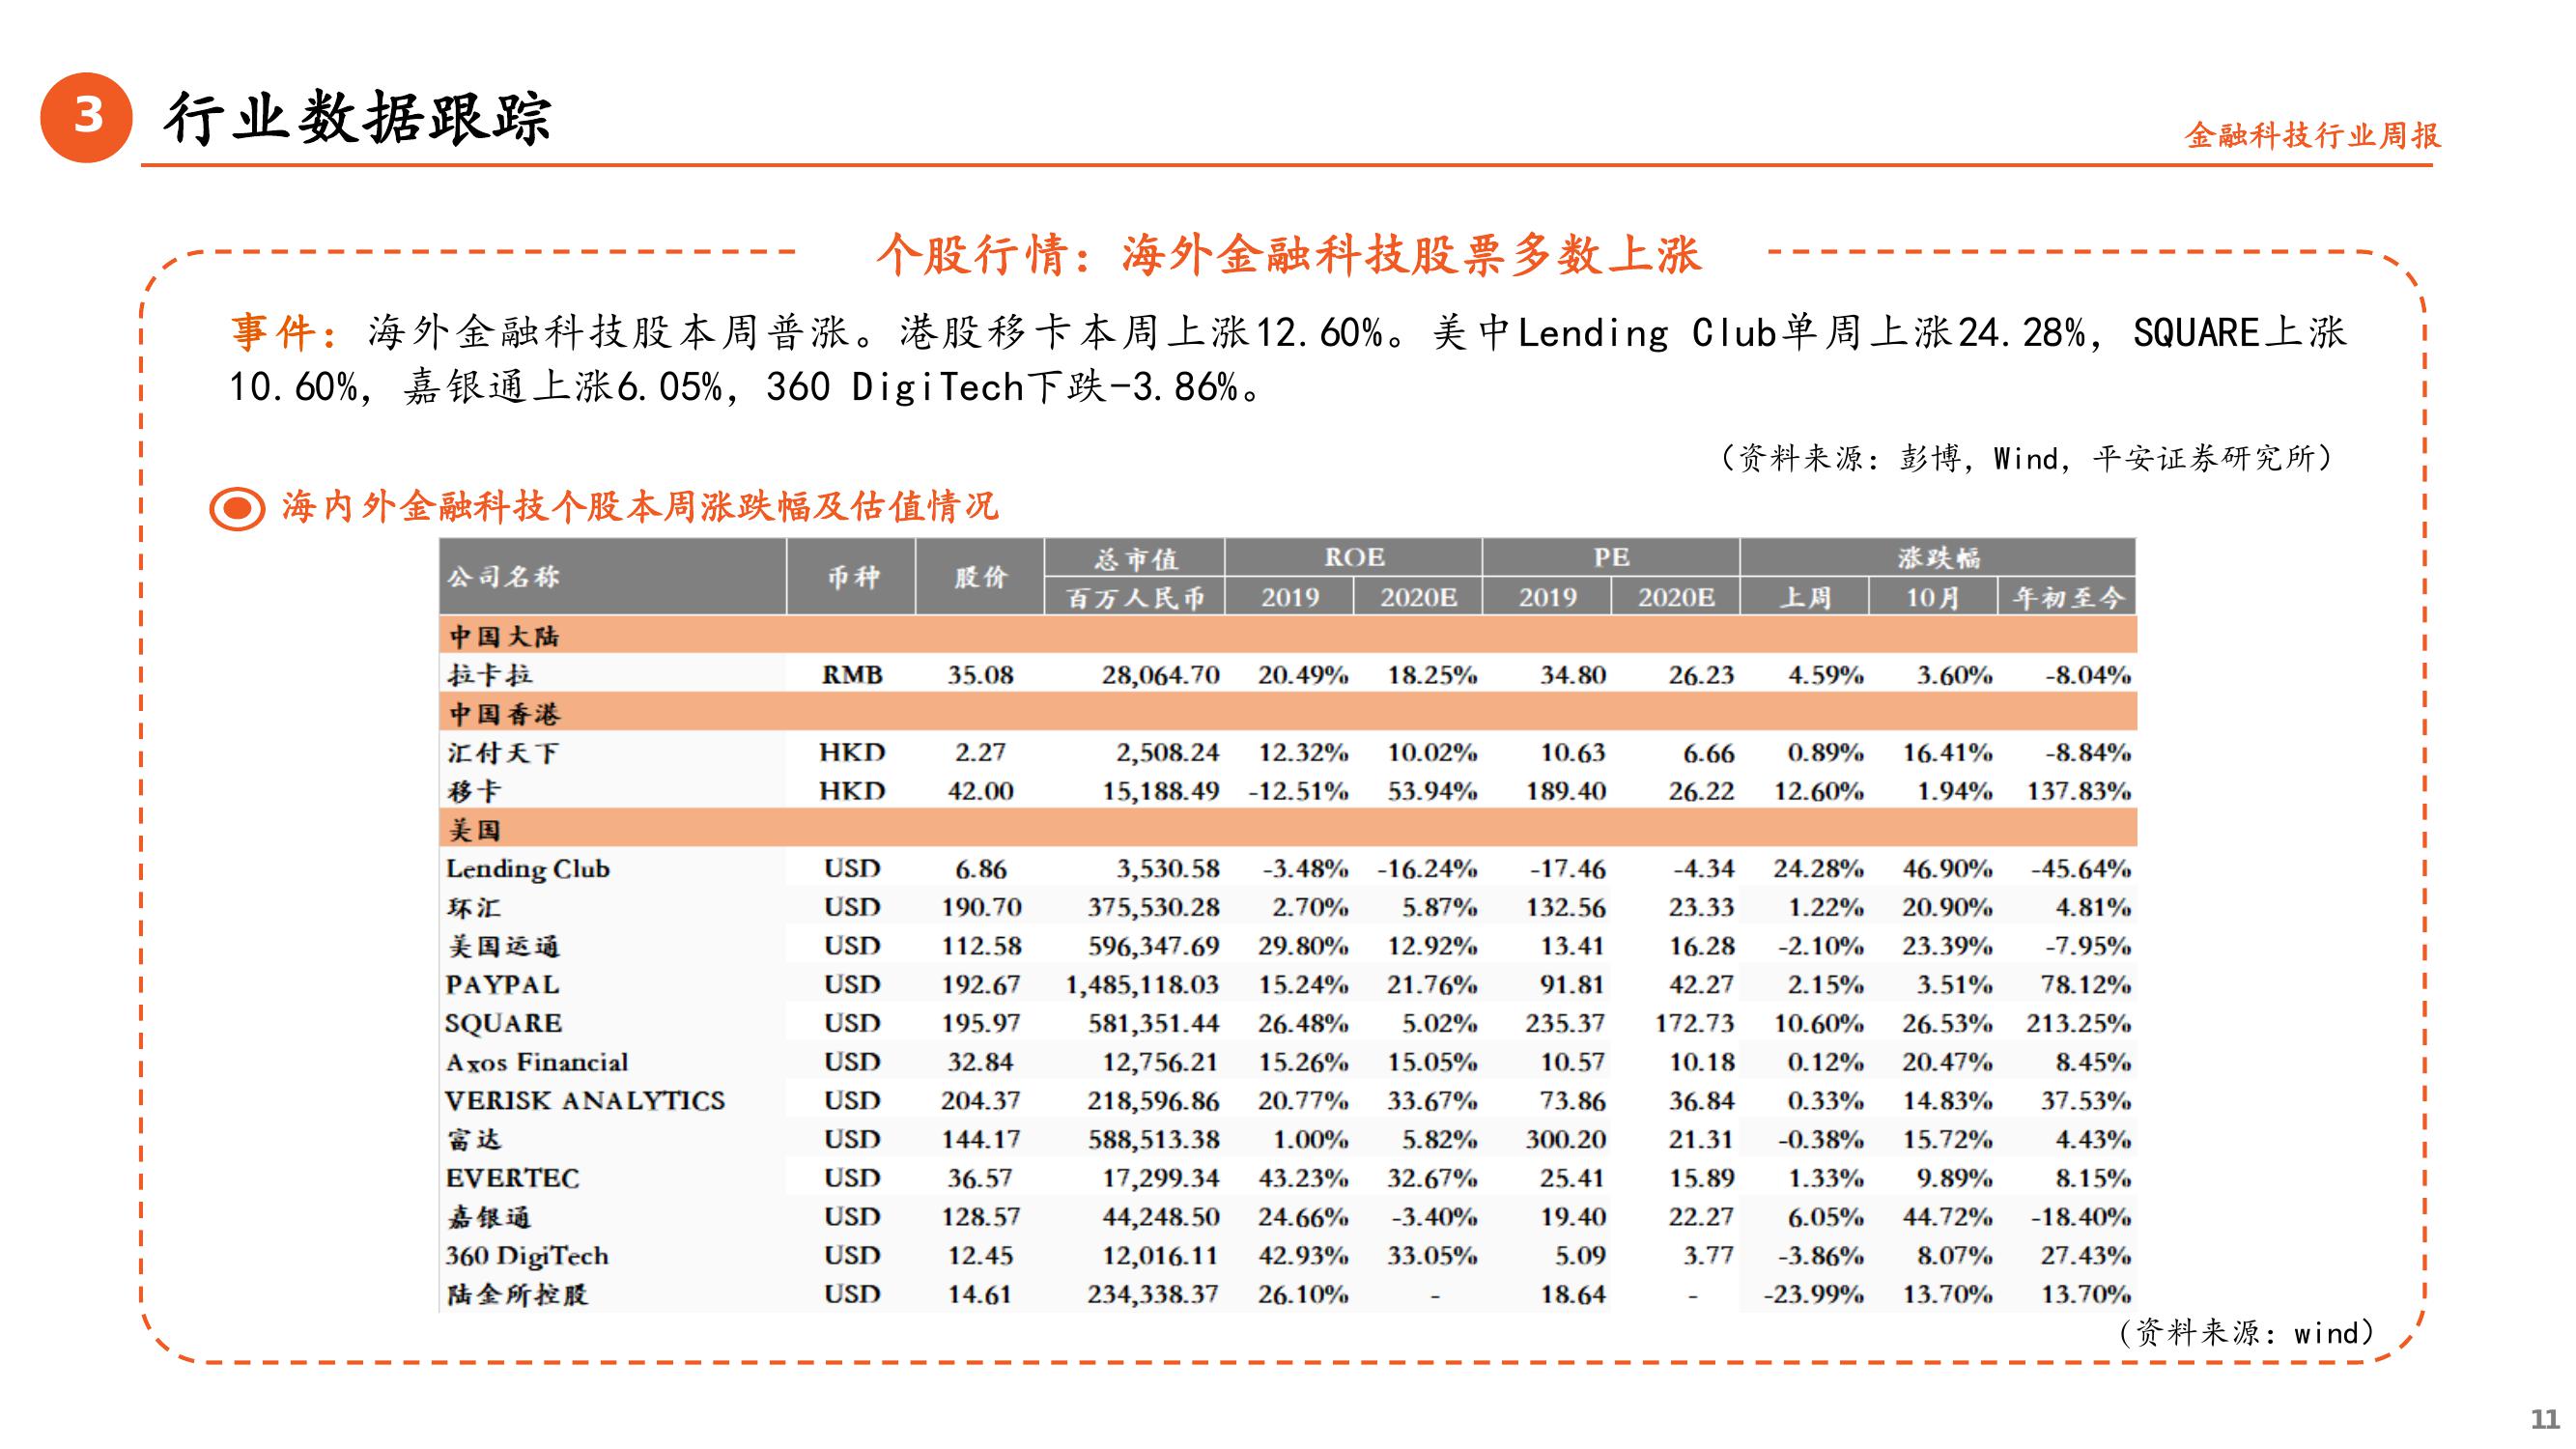 3 行业数据跟踪
金融科技行业周报
个股行情：海外金融科技股票多数上涨
事件：海外金融科技股本周普涨。港股移卡本周上涨12.60%。美中Lending Club单周上涨24.28%，SQUARE上涨
10.60%，嘉银通上涨6.05%，360 DigiTech下跌-3.86%。
（资料来源：彭博，Wind，平安证券研究所）
海内外金融科技个股本周涨跌幅及估值情况
公司名称 币种 股价 总市值 ROE PE 涨跌幅
百万人民币 2019 2020E 2019 2020E 上周 10月 年初至今
中国大陆
拉卡拉 RMB 35.08 28,064.70 20.49% 18.25% 34.80 26.23 4.59% 3.60% -8.04%
中国香港
汇付天下 HKD 2.27 2,508.24 12.32% 10.02% 10.63 6.66 0.89% 16.41% -8.84%
移卡 HKD 42.00 15,188.49 -12.51% 53.94% 189.40 26.22 12.60% 1.94% 137.83%
美国
Lending Club USD 6.86 3,530.58 -3.48% -16.24% -17.46 -4.34 24.28% 46.90% -45.64%
环汇 USD 190.70 375,530.28 2.70% 5.87% 132.56 23.33 1.22% 20.90% 4.81%
美国运通 USD 112.58 596,347.69 29.80% 12.92% 13.41 16.28 -2.10% 23.39% -7.95%
PAYPAL USD 192.67 1,485,118.03 15.24% 21.76% 91.81 42.27 2.15% 3.51% 78.12%
SQUARE USD 195.97 581,351.44 26.48% 5.02% 235.37 172.73 10.60% 26.53% 213.25%
Axos Financial USD 32.84 12,756.21 15.26% 15.05% 10.57 10.18 0.12% 20.47% 8.45%
VERISK ANALYTICS USD 204.37 218,596.86 20.77% 33.67% 73.86 36.84 0.33% 14.83% 37.53%
富达 USD 144.17 588,513.38 1.00% 5.82% 300.20 21.31 -0.38% 15.72% 4.43%
EVERTEC USD 36.57 17,299.34 43.23% 32.67% 25.41 15.89 1.33% 9.89% 8.15%
嘉银通 USD 128.57 44,248.50 24.66% -3.40% 19.40 22.27 6.05% 44.72% -18.40%
360 DigiTech USD 12.45 12,016.11 42.93% 33.05% 5.09 3.77 -3.86% 8.07% 27.43%
陆金所控股 USD 14.61 234,338.37 26.10% - 18.64 - -23.99% 13.70% 13.70%
（资料来源：wind）
11